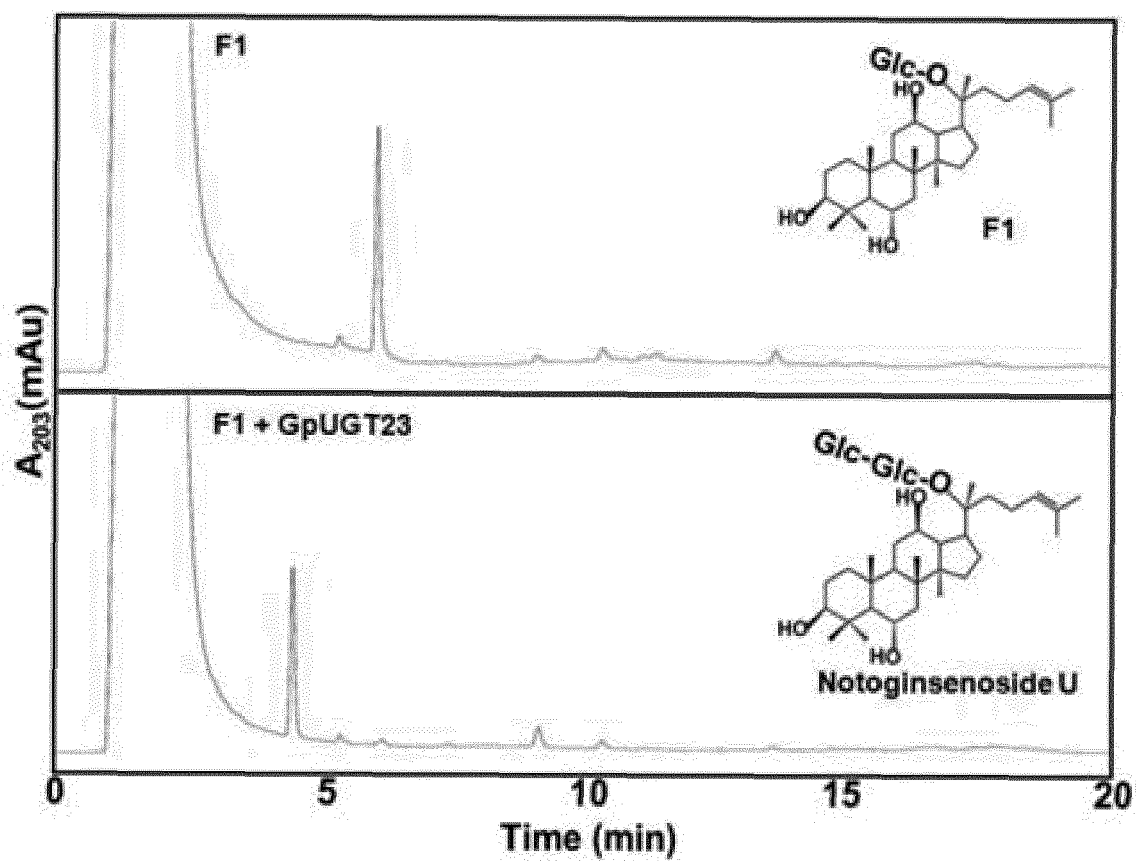 F1
Glc-O
HO
HO
HO
F1
A203(mAu)
F1 + GpUGT23
Glc-Glc-O
HO
HO
HO
Notoginsenoside U
0 5 10 15 20
Time (min)